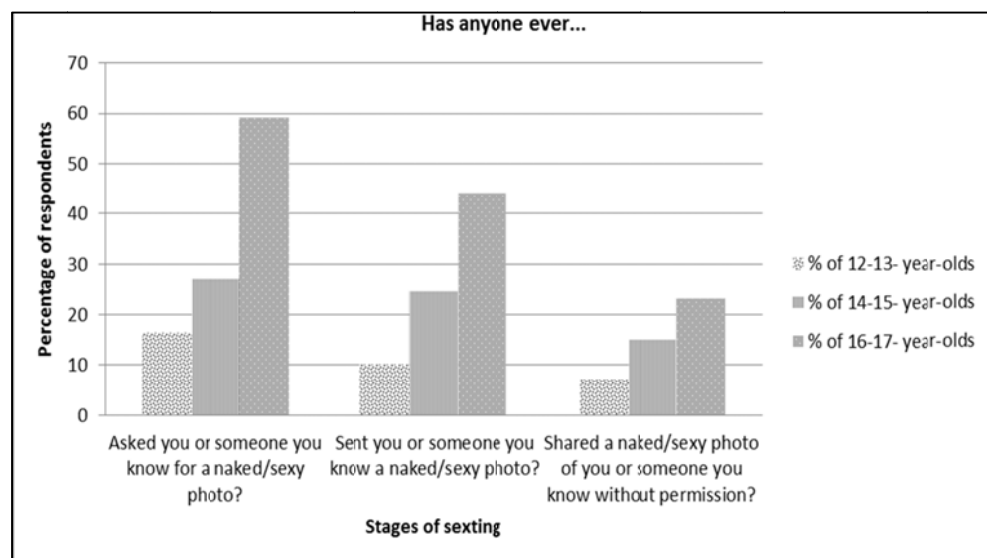 Has anyone ever...
70
60
50
40
30
20
10
0
Percentage of respondents
Asked you or someone you
know for a naked/sexy
photo?
Sent you or someone you
know a naked/sexy photo?
Shared a naked/sexy photo
of you or someone you
know without permission?
Stages of sexting
% of 12-13- year-olds
% of 14-15- year-olds
% of 16-17- year-olds